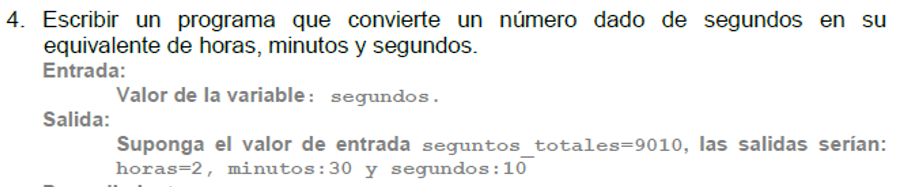 4. Escribir un programa que convierte un número dado de segundos en su
equivalente de horas, minutos y segundos.
Entrada:
Valor de la variable: segundos.
Salida:
Suponga el valor de entrada seguntos_totales=9010, las salidas serían:
horas=2, minutos:30 y segundos:10